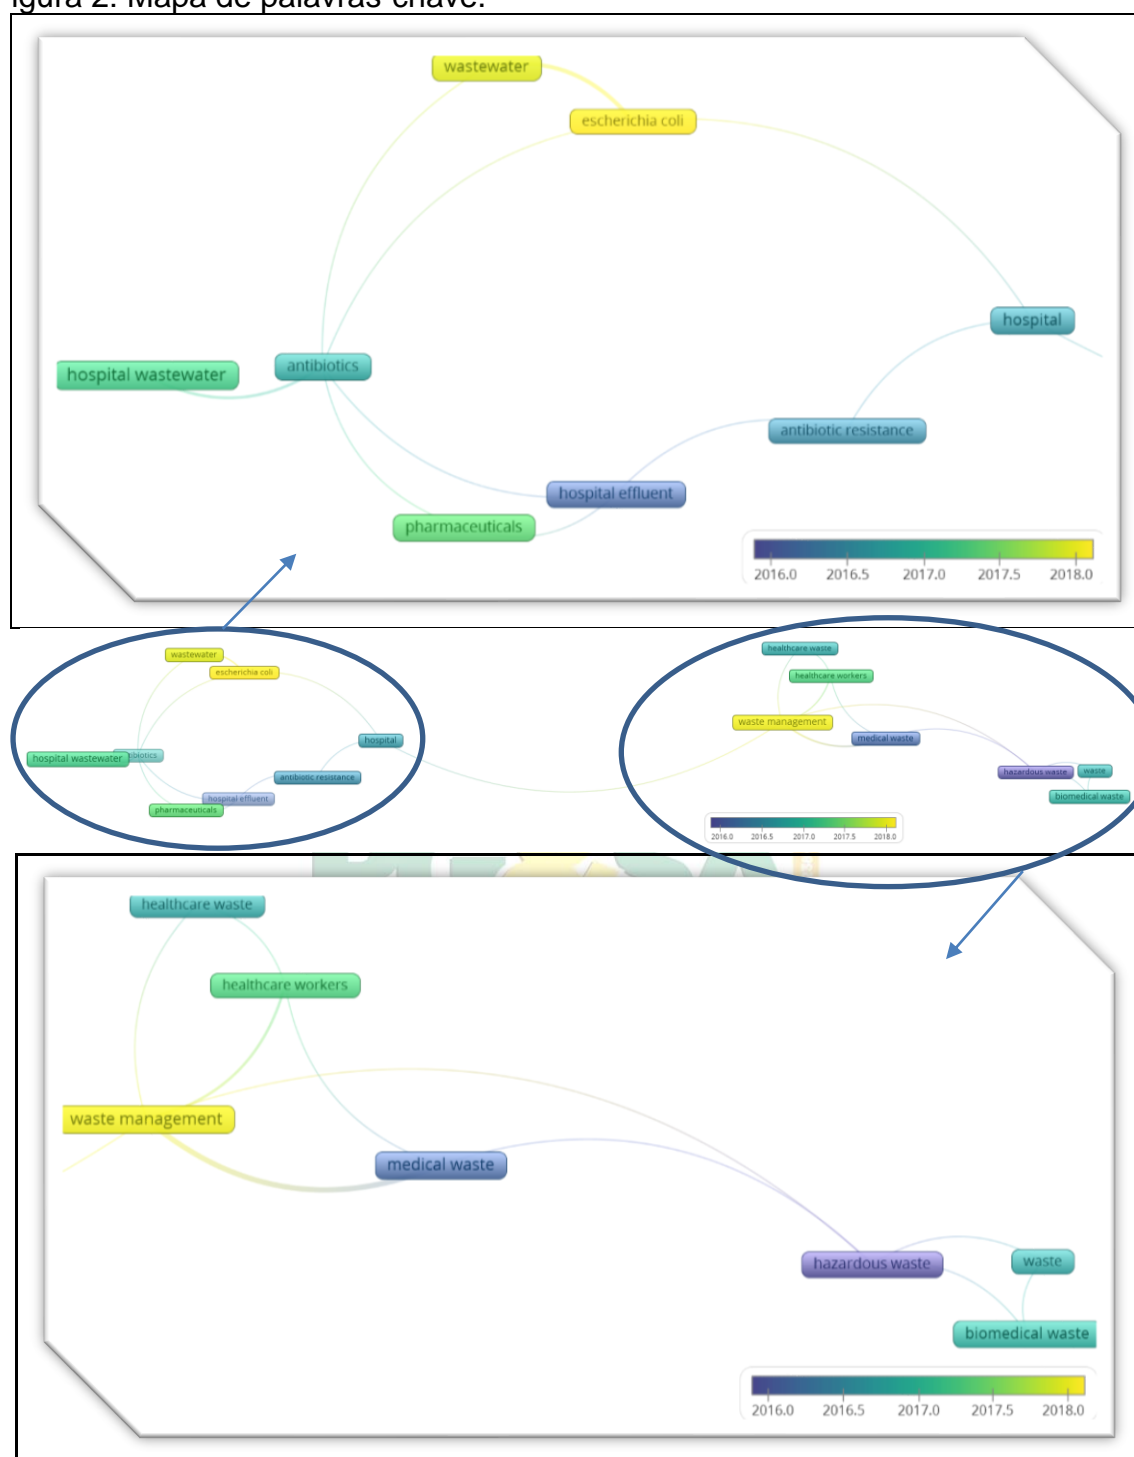 igura 2. Mapa de palavras-chave.
wastewater
escherichia coli
hospital
antibiotics
hospital wastewater
antibiotic resistance
hospital effluent
pharmaceuticals
2016.0 2016.5 2017.0 2017.5 2018.0
wastewater
escherichia coli
hospital
hospital wastewater
antibiotic resistance
hospital effluent
pharmaceuticals
healthcare waste
healthcare workers
waste management
medical waste
hazardous waste
waste
biomedical waste
2016.0 2016.5 2017.0 2017.5 2018.0
healthcare waste
healthcare workers
waste management
medical waste
hazardous waste
waste
biomedical waste
2016.0 2016.5 2017.0 2017.5 2018.0